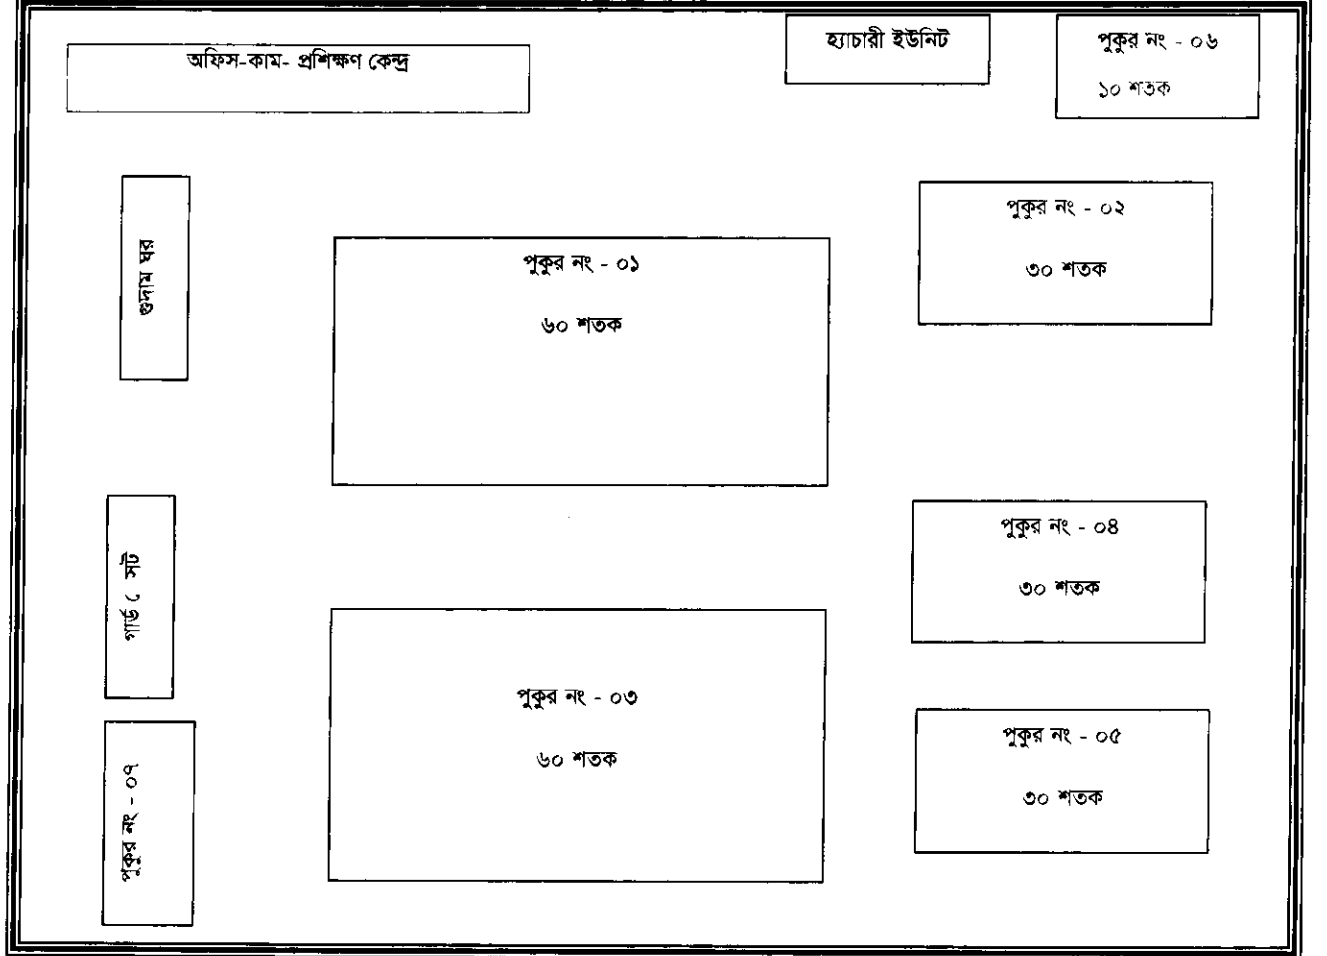 হ্যাচারী ইউনিট
পুকুর নং - ০৬
১০ শতক
অফিস-কাম- প্রশিক্ষণ কেন্দ্র
গুদাম ঘর
পুকুর নং - ০১
৬০ শতক
পুকুর নং - ০২
৩০ শতক
গার্ড ে সট
পুকুর নং - ০৪
৩০ শতক
পুকুর নং - ০৩
৬০ শতক
পুকুর নং - ০৭
পুকুর নং - ০৫
৩০ শতক